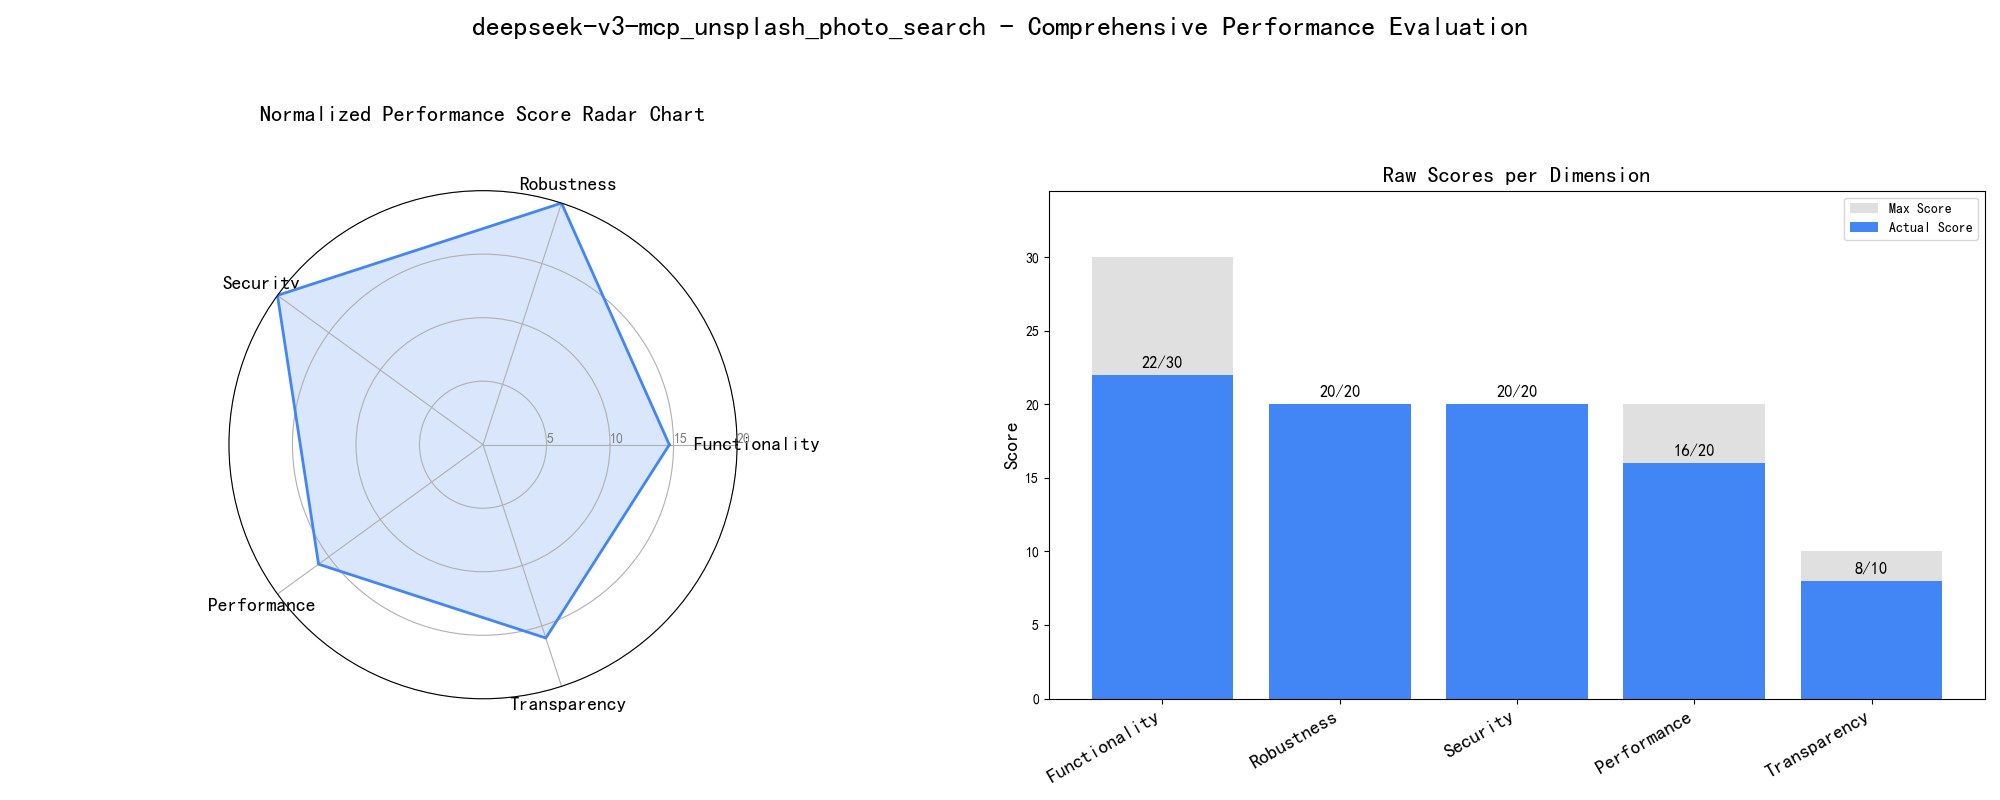 deepseek-v3-mcp_unsplash_photo_search - Comprehensive Performance Evaluation
Normalized Performance Score Radar Chart
Robustness
Security
Functionality
5
10
15
20
Performance
Transparency
Raw Scores per Dimension
Max Score
Actual Score
Score
30
25
20
15
10
5
0
22/30
20/20
20/20
16/20
8/10
Functionality
Robustness
Security
Performance
Transparency